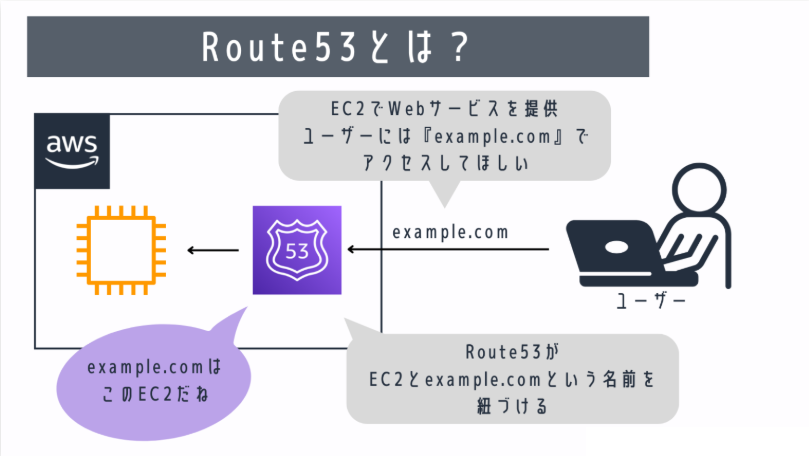 Route53とは？
aws
EC2でWebサービスを提供
ユーザーには『example.com』で
アクセスしてほしい
example.com
53
ユーザー
example.comは
このEC2だね
Route53が
EC2とexample.comという名前を
紐づける